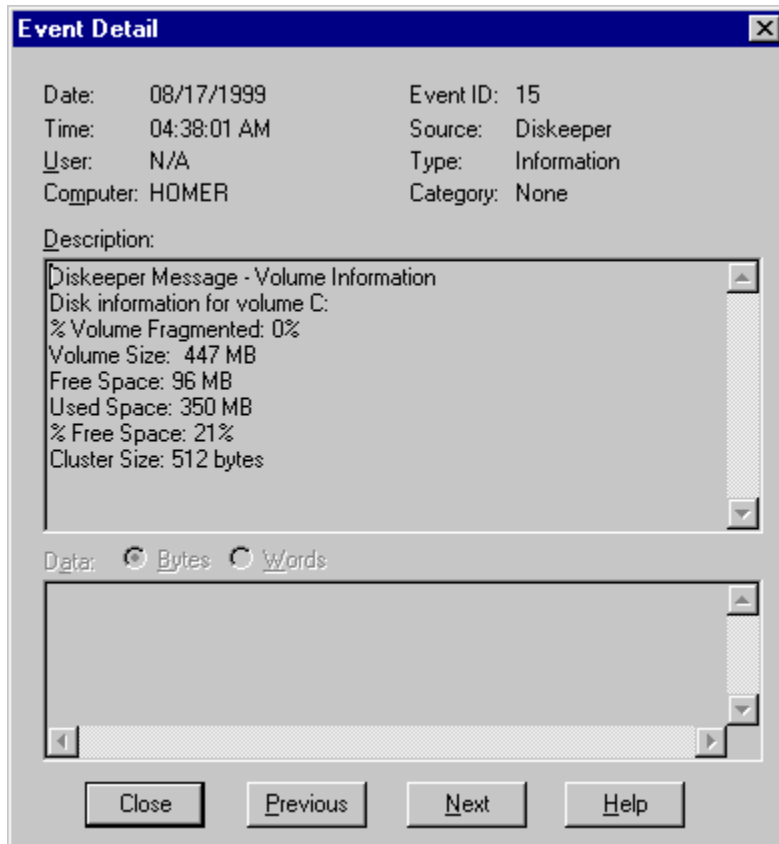 Event Detail
Date: 08/17/1999 Event ID: 15
Time: 04:38:01 AM Source: Diskeeper
User: N/A Type: Information
Computer: HOMER Category: None
Description:
Diskeeper Message - Volume Information
Disk information for volume C:
% Volume Fragmented: 0%
Volume Size:  447 MB
Free Space: 96 MB
Used Space: 350 MB
% Free Space: 21%
Cluster Size: 512 bytes
Data: Bytes Words
Close Previous Next Help